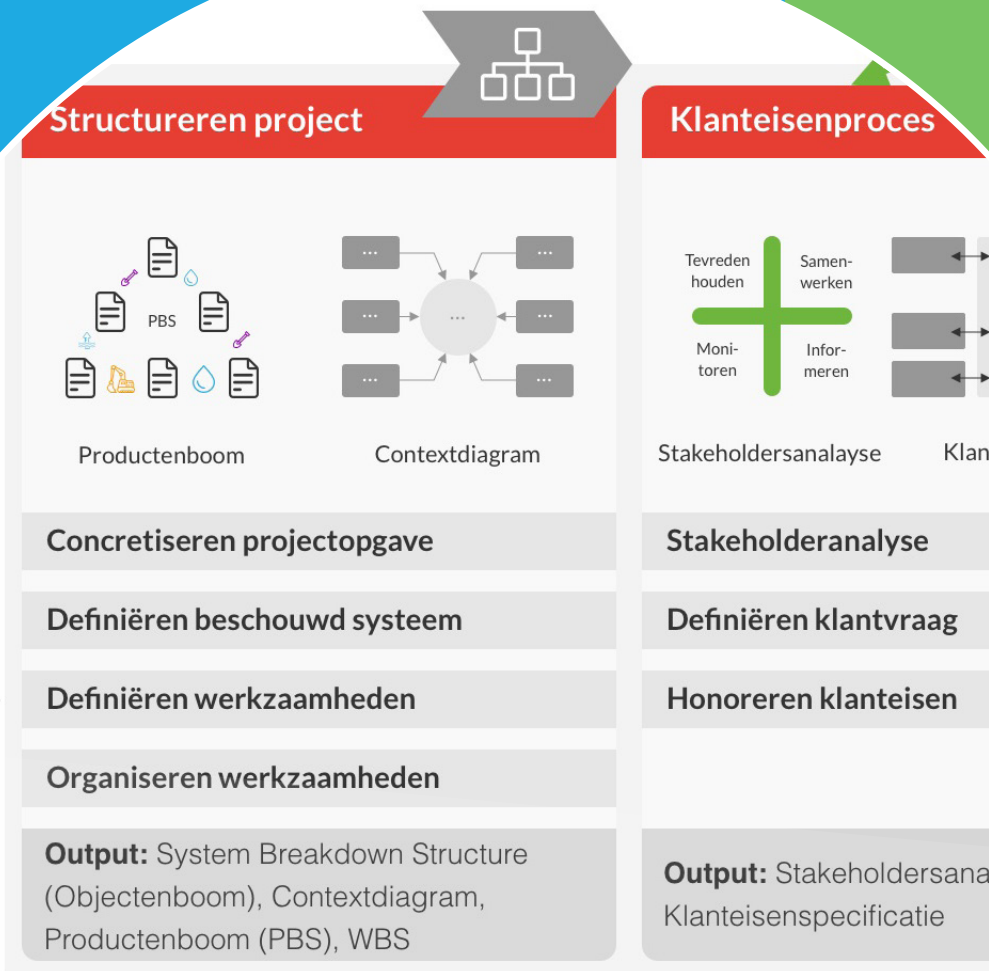 Structureren project
...
...
...
...
...
...
...
PBS
Productenboom
Contextdiagram
Concretiseren projectopgave
Definiëren beschouwd systeem
Definiëren werkzaamheden
Organiseren werkzaamheden
Output: System Breakdown Structure
(Objectenboom), Contextdiagram,
Productenboom (PBS), WBS
Klanteisenproces
Tevreden
houden
Samen-
werken
Moni-
toren
Infor-
meren
Stakeholdersanalayse
Klan
Stakeholderanalyse
Definiëren klantvraag
Honoreren klanteisen
Output: Stakeholdersana
Klanteisenspecificatie